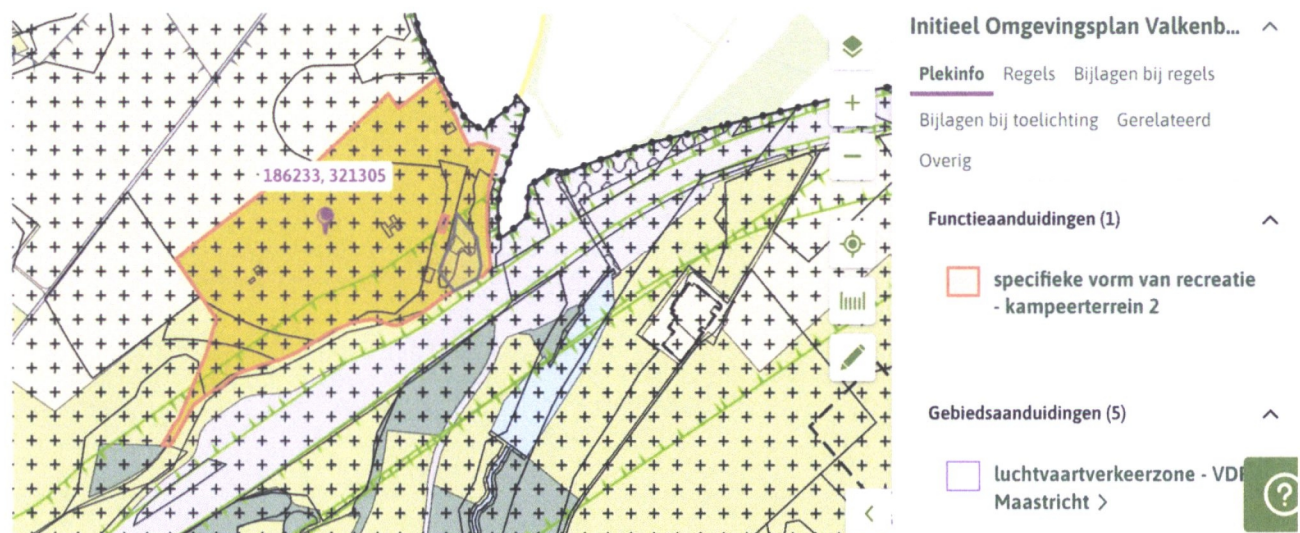 186233, 321305
Initieel Omgevingsplan Valkenb...
Plekinfo Regels Bijlagen bij regels
Bijlagen bij toelichting Gerelateerd
Overig
Functieaanduidingen (1)
specifieke vorm van recreatie
- kampeerterrein 2
Gebiedsaanduidingen (5)
luchtvaartverkeerzone - VDF
Maastricht >